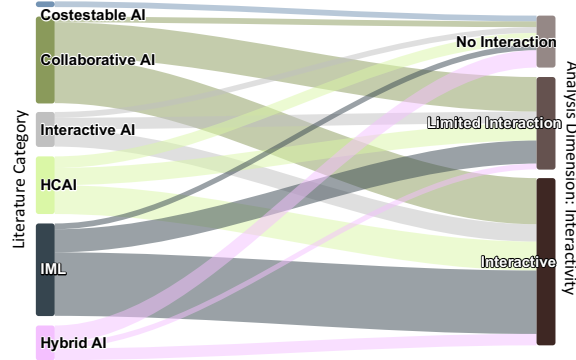 Literature Category
Costestable AI
Collaborative AI
Interactive AI
HCAI
IML
Hybrid AI
No Interaction
Limited Interaction
Interactive
Analysis Dimension: Interactivity